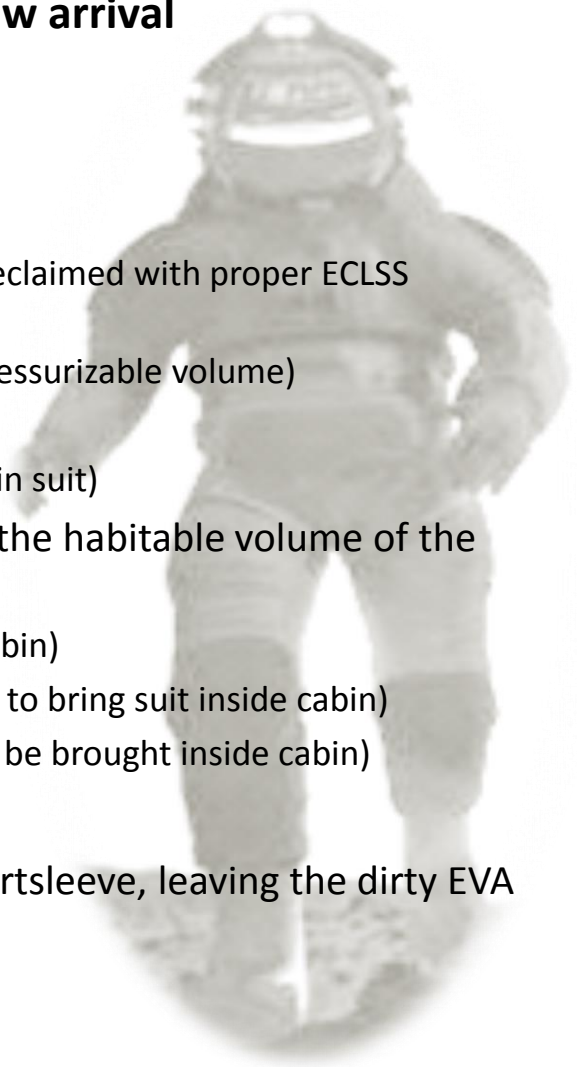 w arrival
eclaimed with proper ECLSS
essurizable volume)
in suit)
the habitable volume of the
bin)
to bring suit inside cabin)
be brought inside cabin)
rtsleeve, leaving the dirty EVA